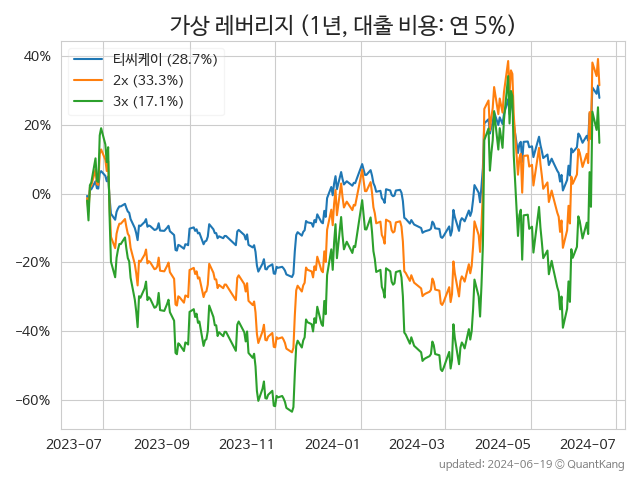 가상 레버리지 (1년, 대출 비용: 연 5%)
티씨케이 (28.7%)
2x (33.3%)
3x (17.1%)
40%
20%
0%
−20%
−40%
−60%
2023-07 2023-09 2023-11 2024-01 2024-03 2024-05 2024-07
updated: 2024-06-19 © QuantKang